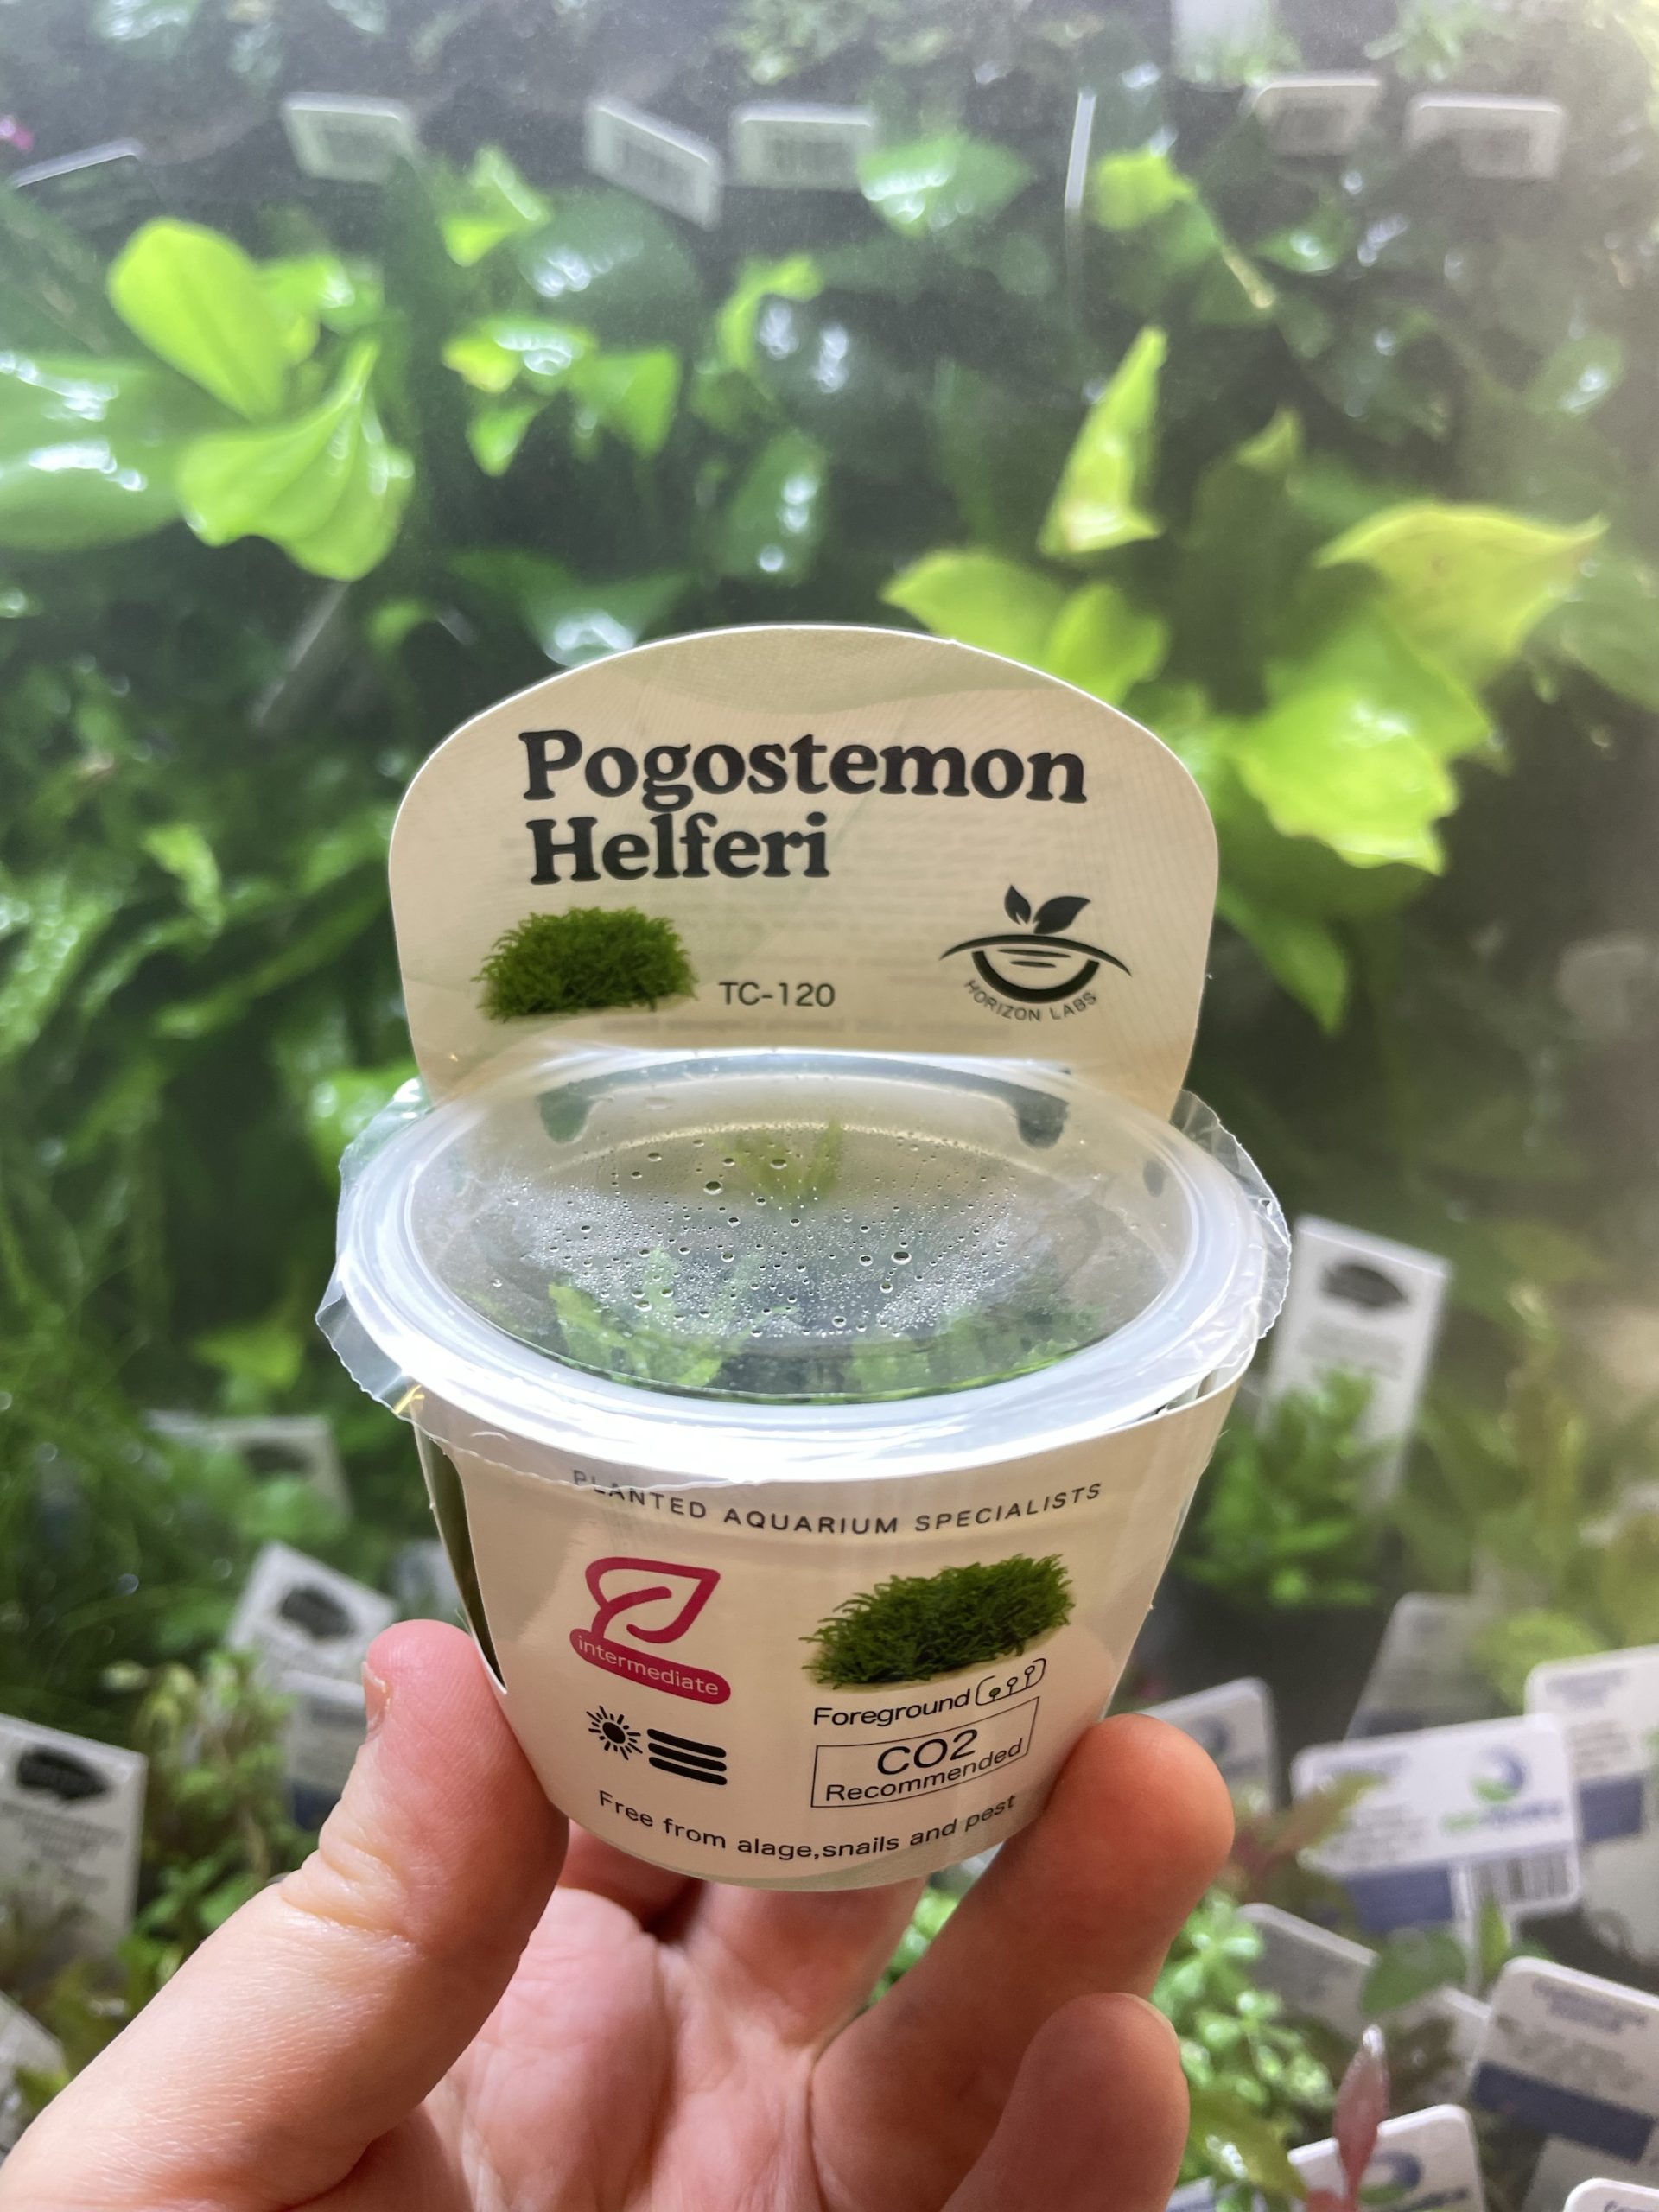 Pogostemon
Helferi
TC-120
HORIZON LABS
PLANTED AQUARIUM SPECIALISTS
intermediate
Foreground
CO2
Recommended
Free from alage,snails and pest